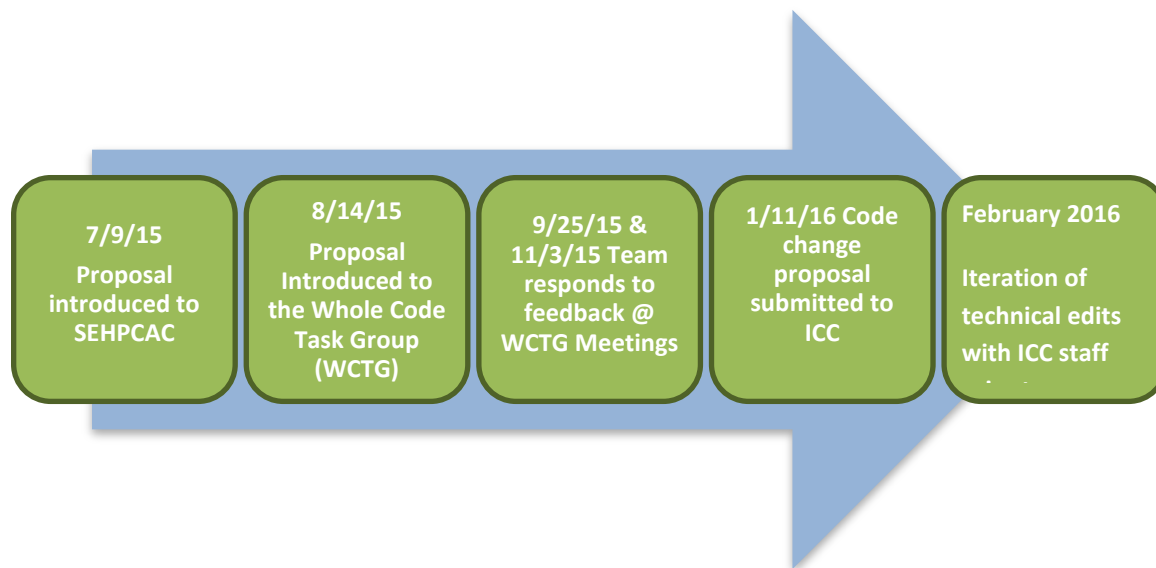 7/9/15
Proposal
introduced to
SEHPCAC
8/14/15
Proposal
Introduced to
the Whole Code
Task Group
(WCTG)
9/25/15 &
11/3/15 Team
responds to
feedback @
WCTG Meetings
1/11/16 Code
change
proposal
submitted to
ICC
February 2016
Iteration of
technical edits
with ICC staff